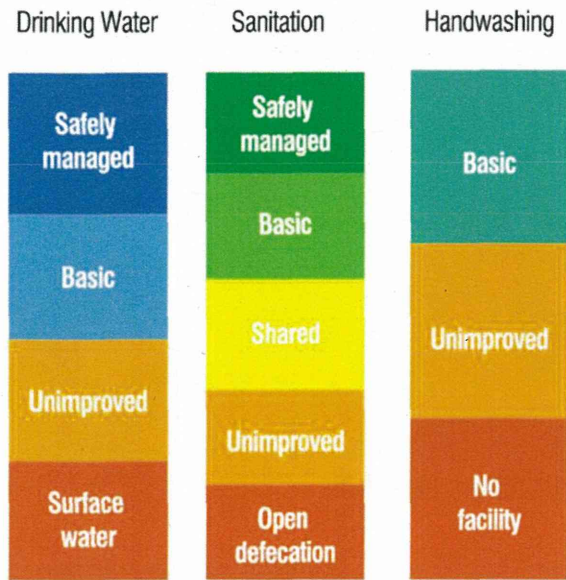 Drinking Water
Safely
managed
Basic
Unimproved
Surface
water
Sanitation
Safely
managed
Basic
Shared
Unimproved
Open
defecation
Handwashing
Basic
Unimproved
No
facility